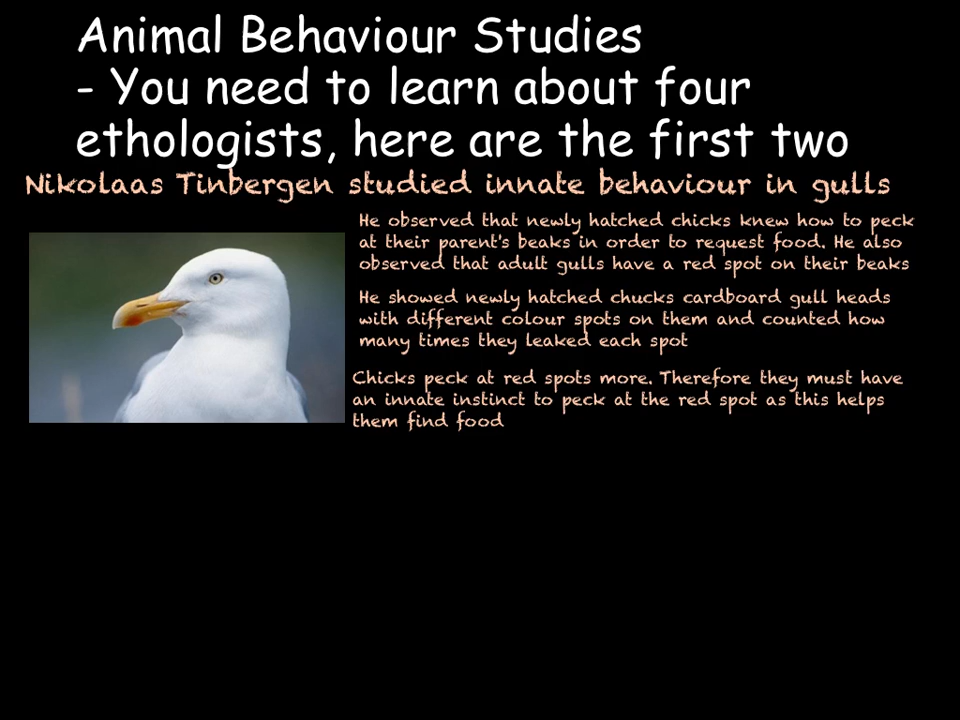 Animal Behaviour Studies
- You need to learn about four
ethologists, here are the first two
Nikolaas Tinbergen studied innate behaviour in gulls
He observed that newly hatched chicks knew how to peck
at their parent's beaks in order to request food. He also
observed that adult gulls have a red spot on their beaks
He showed newly hatched chucks cardboard gull heads
with different colour spots on them and counted how
many times they leaked each spot
Chicks peck at red spots more. Therefore they must have
an innate instinct to peck at the red spot as this helps
them find food